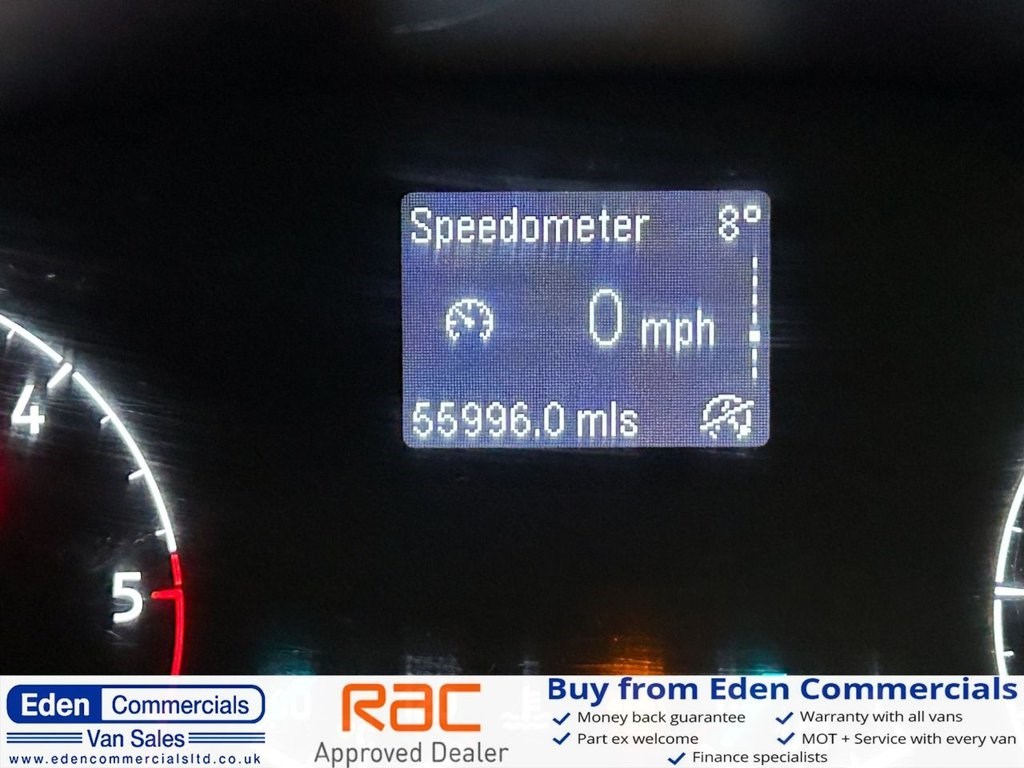 Speedometer 8°
0 mph
55996.0 mls
4
5
Eden Commercials
Van Sales
www.edencommercialsltd.co.uk
RAC
Approved Dealer
Buy from Eden Commercials
Money back guarantee
Warranty with all vans
Part ex welcome
MOT + Service with every van
Finance specialists